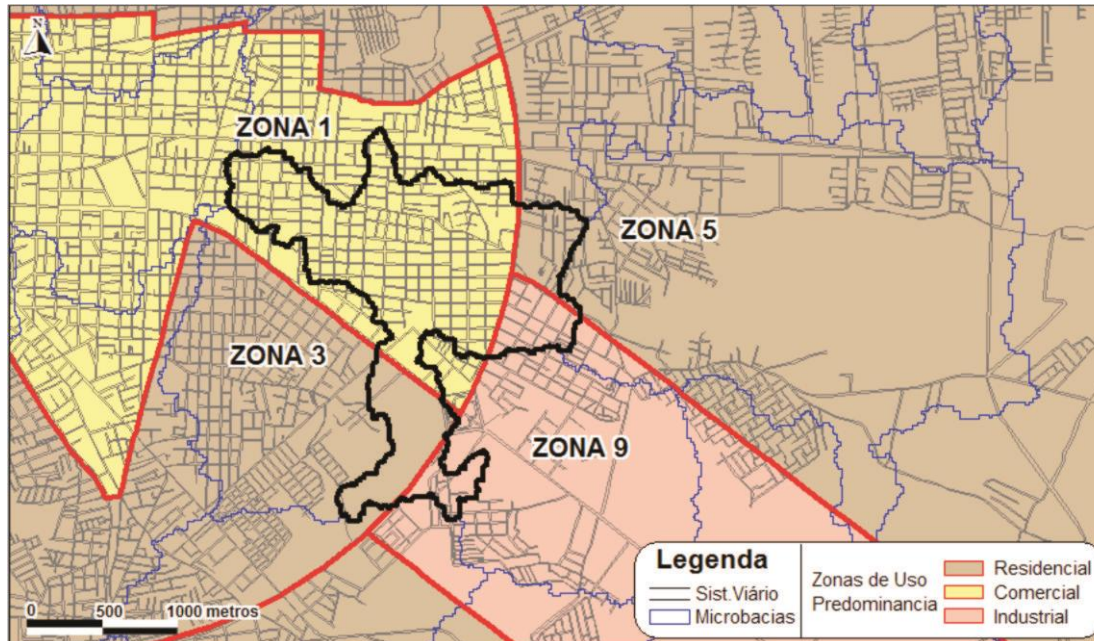 N
ZONA 1
ZONA 5
ZONA 3
ZONA 9
0 500 1000 metros
Legenda
Sist.Viário
Microbacias
Zonas de Uso
Predominancia
Residencial
Comercial
Industrial